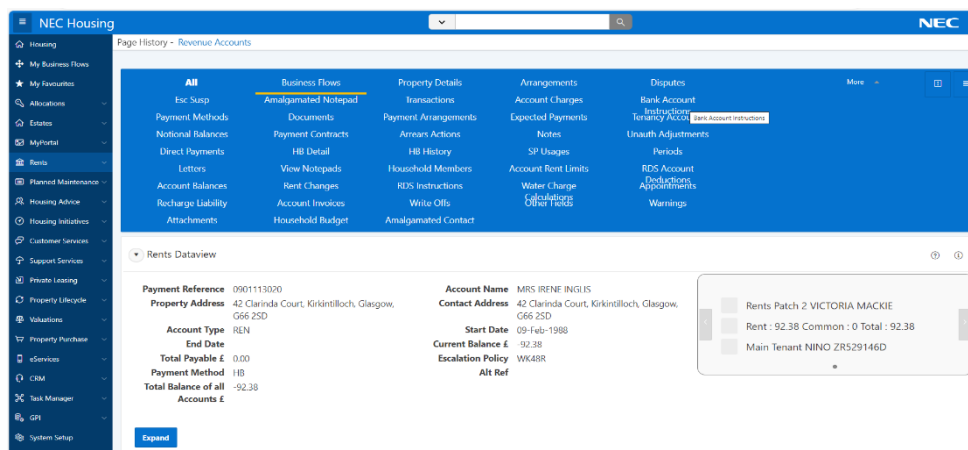 NEC Housing
NEC
Housing
My Business Flows
My Favourites
Allocations
Estates
MyPortal
Rents
Planned Maintenance
Housing Advice
Housing Initiatives
Customer Services
Support Services
Private Leasing
Property Lifecycle
Valuations
Property Purchase
eServices
CRM
Task Manager
GPI
System Setup
Page History - Revenue Accounts
All Business Flows Property Details Arrangements Disputes More
Esc Susp Amalgamated Notepad Transactions Account Charges Bank Account Instructions
Payment Methods Documents Payment Arrangements Expected Payments Tenancy
Bank Account Instructions
Notional Balances Payment Contracts Arrears Actions Notes Unauth Adjustments
Direct Payments HB Detail HB History SP Usages Periods
Letters View Notepads Household Members Account Rent Limits RDS Account Deductions
Account Balances Rent Changes RDS Instructions Water Charge Calculations Appointments
Recharge Liability Account Invoices Write Offs Other Fields Warnings
Attachments Household Budget Amalgamated Contact
Rents Dataview
Payment Reference 0901113020
Property Address 42 Clarinda Court, Kirkintilloch, Glasgow, G66 2SD
Account Type REN
End Date
Total Payable £ 0.00
Payment Method HB
Total Balance of all Accounts £ -92.38
Account Name MRS IRENE INGLIS
Contact Address 42 Clarinda Court, Kirkintilloch, Glasgow, G66 2SD
Start Date 09-Feb-1988
Current Balance £ -92.38
Escalation Policy WK48R
Alt Ref
Rents Patch 2 VICTORIA MACKIE
Rent : 92.38 Common : 0 Total : 92.38
Main Tenant NINO ZR529146D
Expand